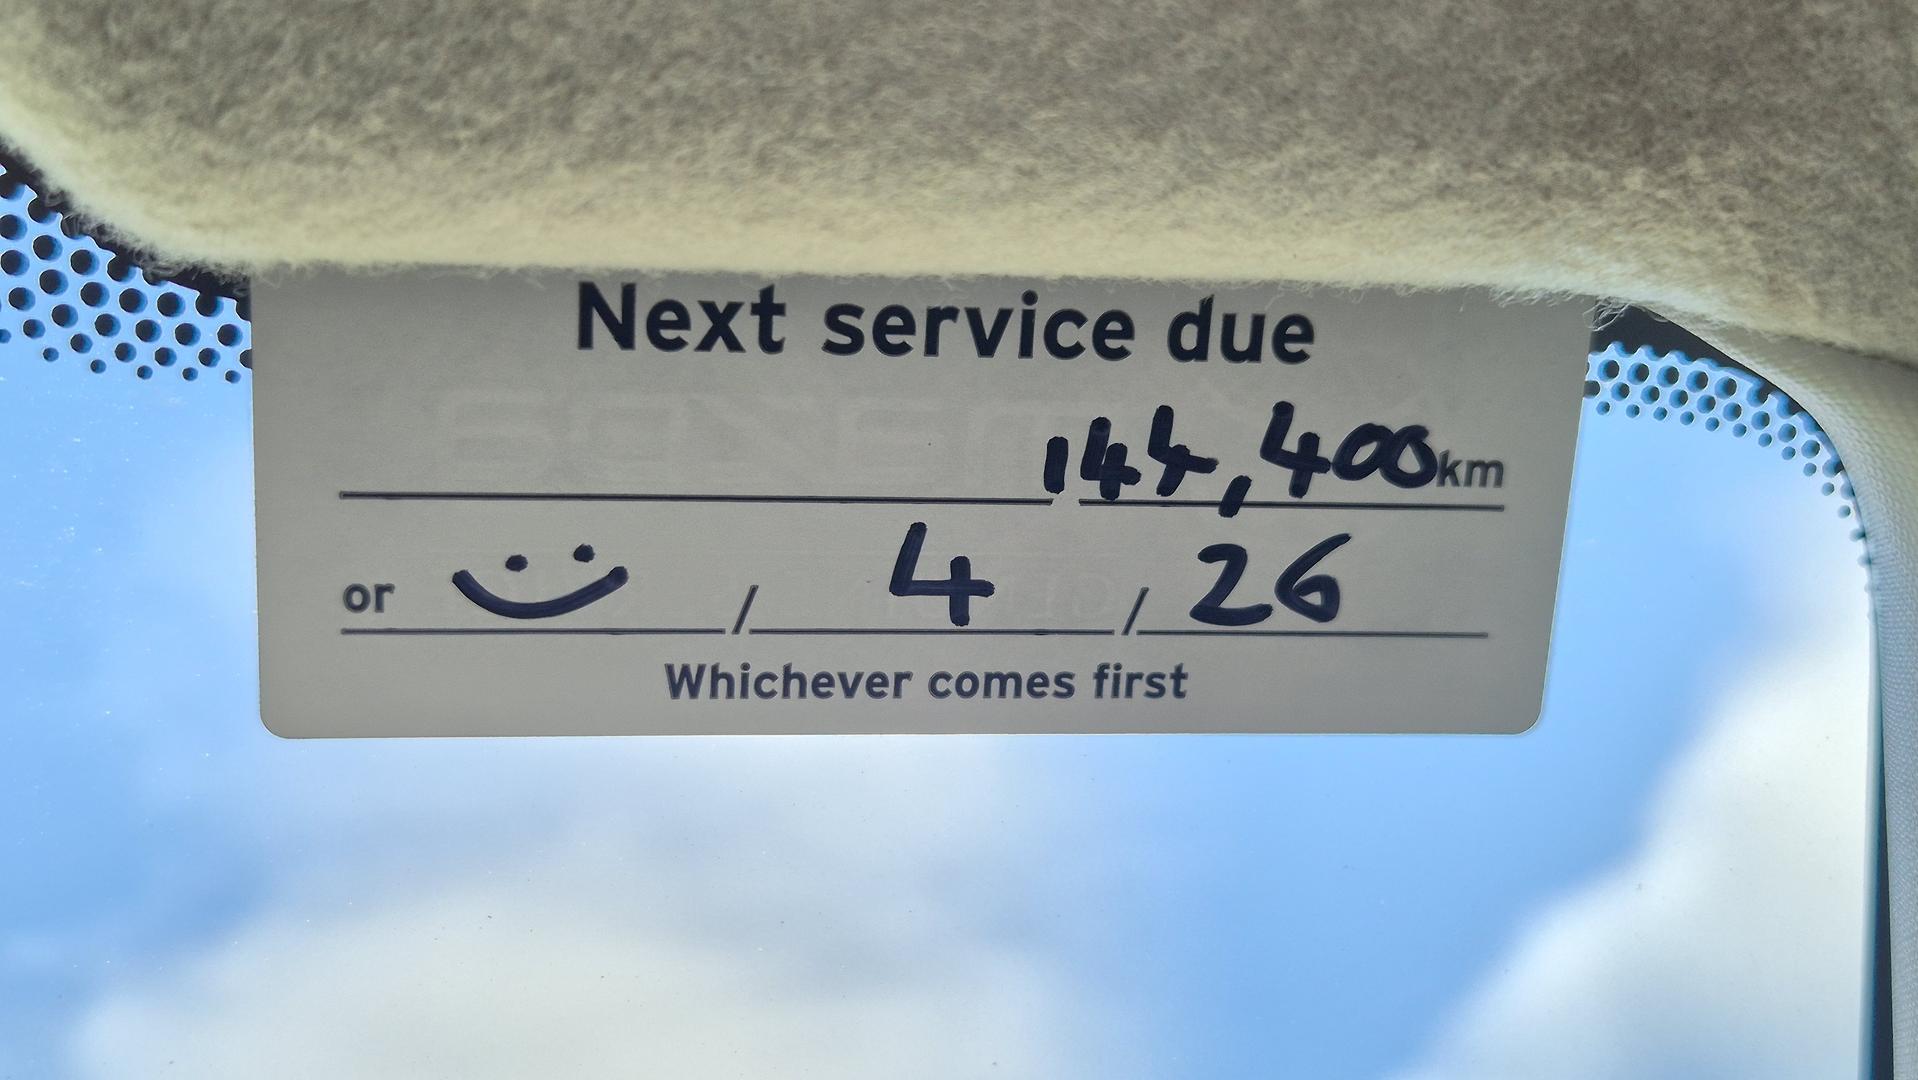 Next service due
144,400km
or / 4 / 26
Whichever comes first